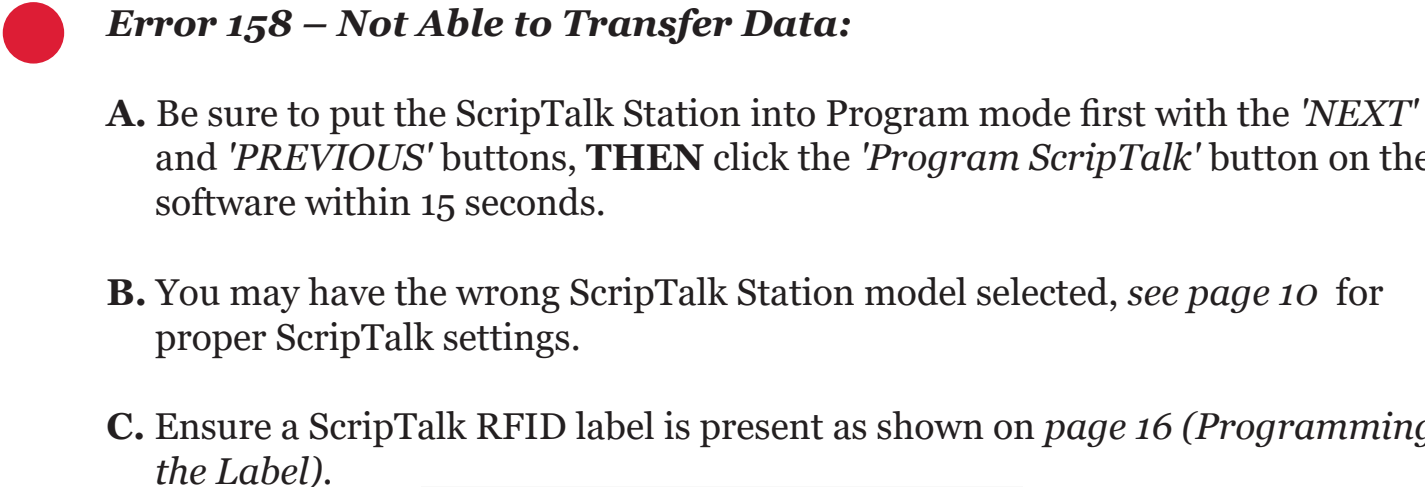 Error 158 – Not Able to Transfer Data:
A. Be sure to put the ScripTalk Station into Program mode first with the 'NEXT'
and 'PREVIOUS' buttons, THEN click the 'Program ScripTalk' button on the
software within 15 seconds.
B. You may have the wrong ScripTalk Station model selected, see page 10 for
proper ScripTalk settings.
C. Ensure a ScripTalk RFID label is present as shown on page 16 (Programming
the Label).